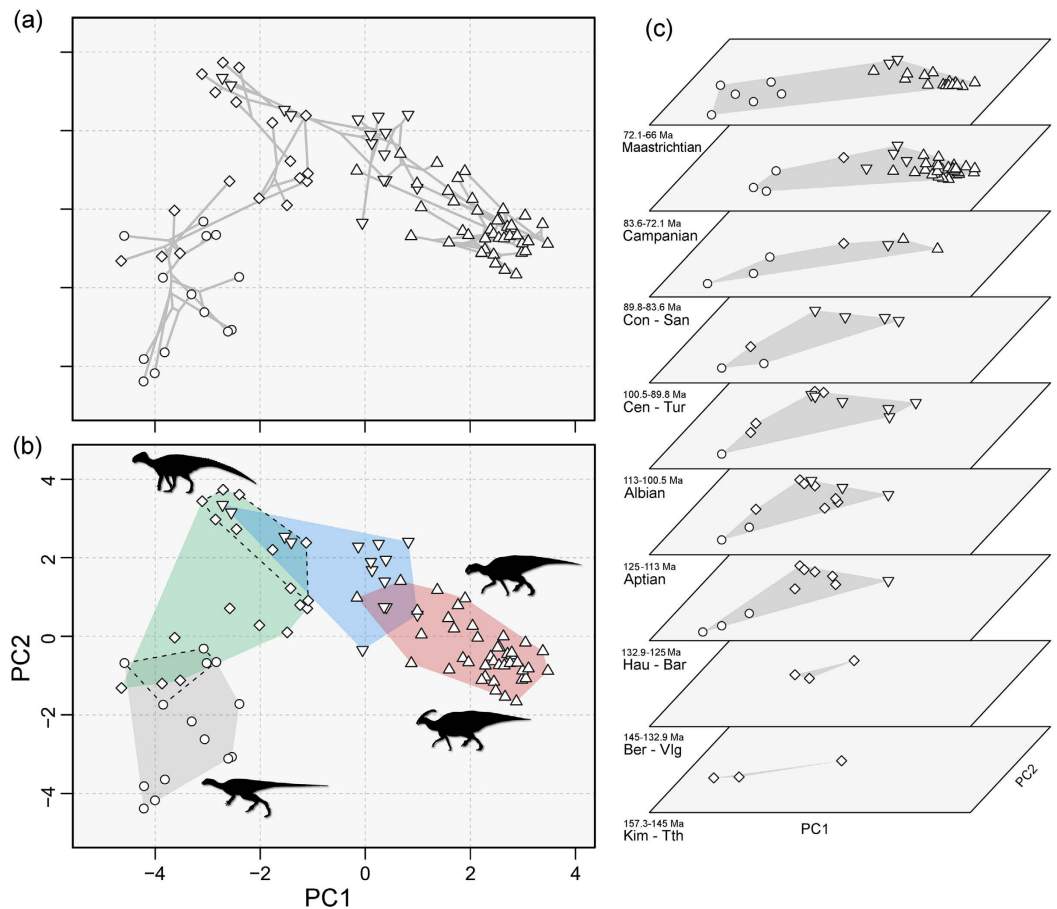 (a)
(b)
4
2
0
−2
−4
PC2
−4
−2
0
2
4
PC1
(c)
72.1-66 Ma
Maastrichtian
83.6-72.1 Ma
Campanian
89.8-83.6 Ma
Con - San
100.5-89.8 Ma
Cen - Tur
113-100.5 Ma
Albian
125-113 Ma
Aptian
132.9-125 Ma
Hau - Bar
145-132.9 Ma
Ber - Vlg
157.3-145 Ma
Kim - Tth
PC1
PC2